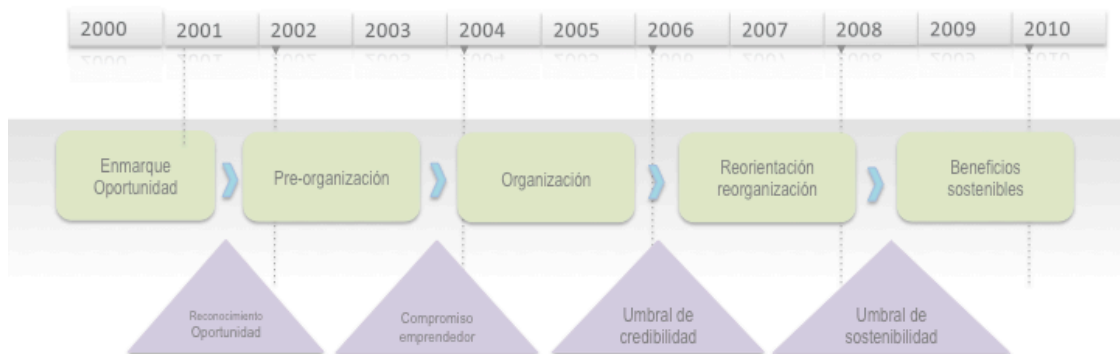 2000 2001 2002 2003 2004 2005 2006 2007 2008 2009 2010
Enmarque
Oportunidad
Pre-organización
Organización
Reorientación
reorganización
Beneficios
sostenibles
Reconocimiento
Oportunidad
Compromiso
emprendedor
Umbral de
credibilidad
Umbral de
sostenibilidad